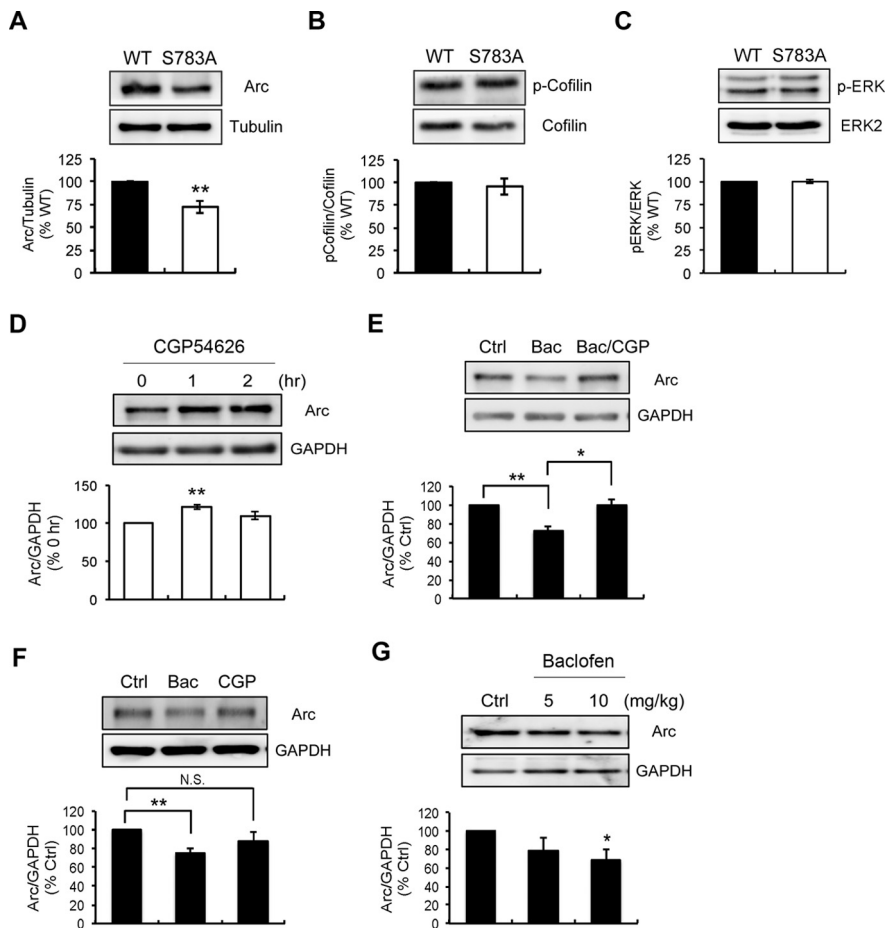 A
WT S783A
Arc
Tubulin
125
100
75
50
25
0
Arc/Tubulin
(% WT)
**
B
WT S783A
p-Cofilin
Cofilin
125
100
75
50
25
0
pCofilin/Cofilin
(% WT)
C
WT S783A
p-ERK
ERK2
125
100
75
50
25
0
pERK/ERK
(% WT)
D
CGP54626
0 1 2 (hr)
Arc
GAPDH
150
100
50
0
Arc/GAPDH
(% 0 hr)
**
E
Ctrl Bac Bac/CGP
Arc
GAPDH
120
100
80
60
40
20
0
Arc/GAPDH
(% Ctrl)
**
*
F
Ctrl Bac CGP
Arc
GAPDH
N.S.
**
120
100
80
60
40
20
0
Arc/GAPDH
(% Ctrl)
G
Baclofen
Ctrl 5 10 (mg/kg)
Arc
GAPDH
120
100
80
60
40
20
0
Arc/GAPDH
(% Ctrl)
*